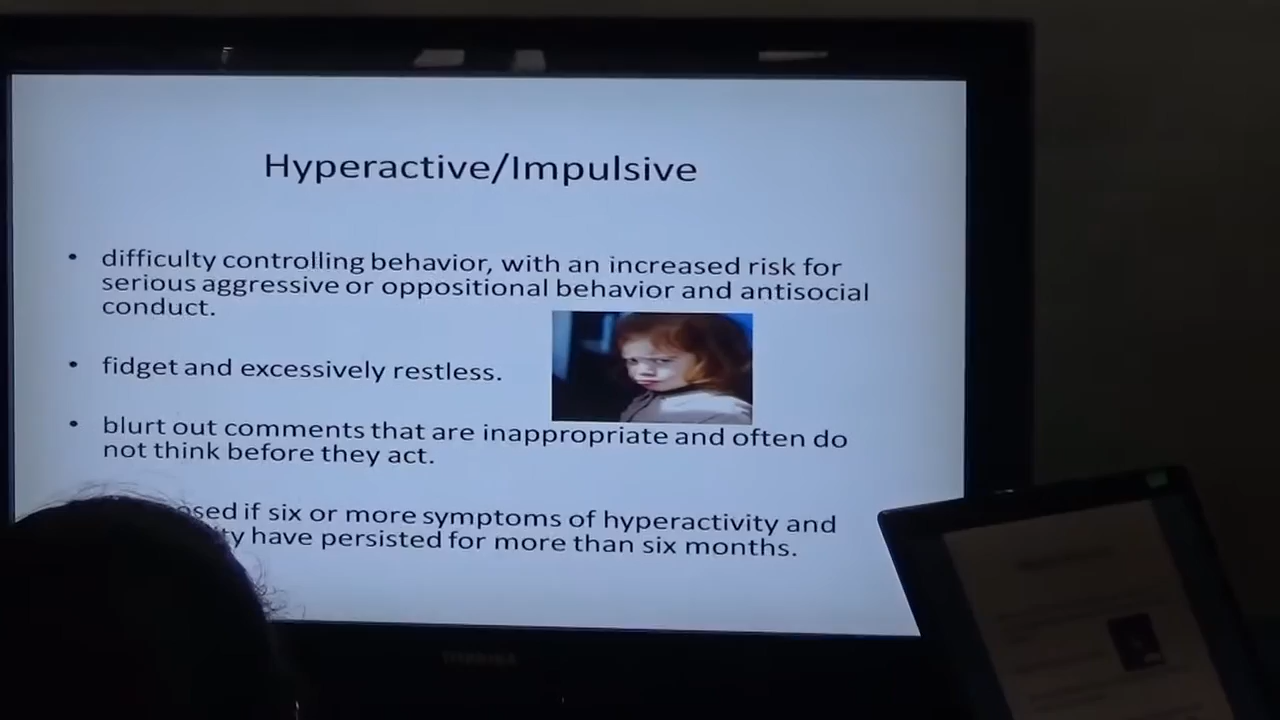 Hyperactive/Impulsive
• difficulty controlling behavior, with an increased risk for
serious aggressive or oppositional behavior and antisocial
conduct.
• fidget and excessively restless.
• blurt out comments that are inappropriate and often do
not think before they act.
if six or more symptoms of hyperactivity and
have persisted for more than six months.